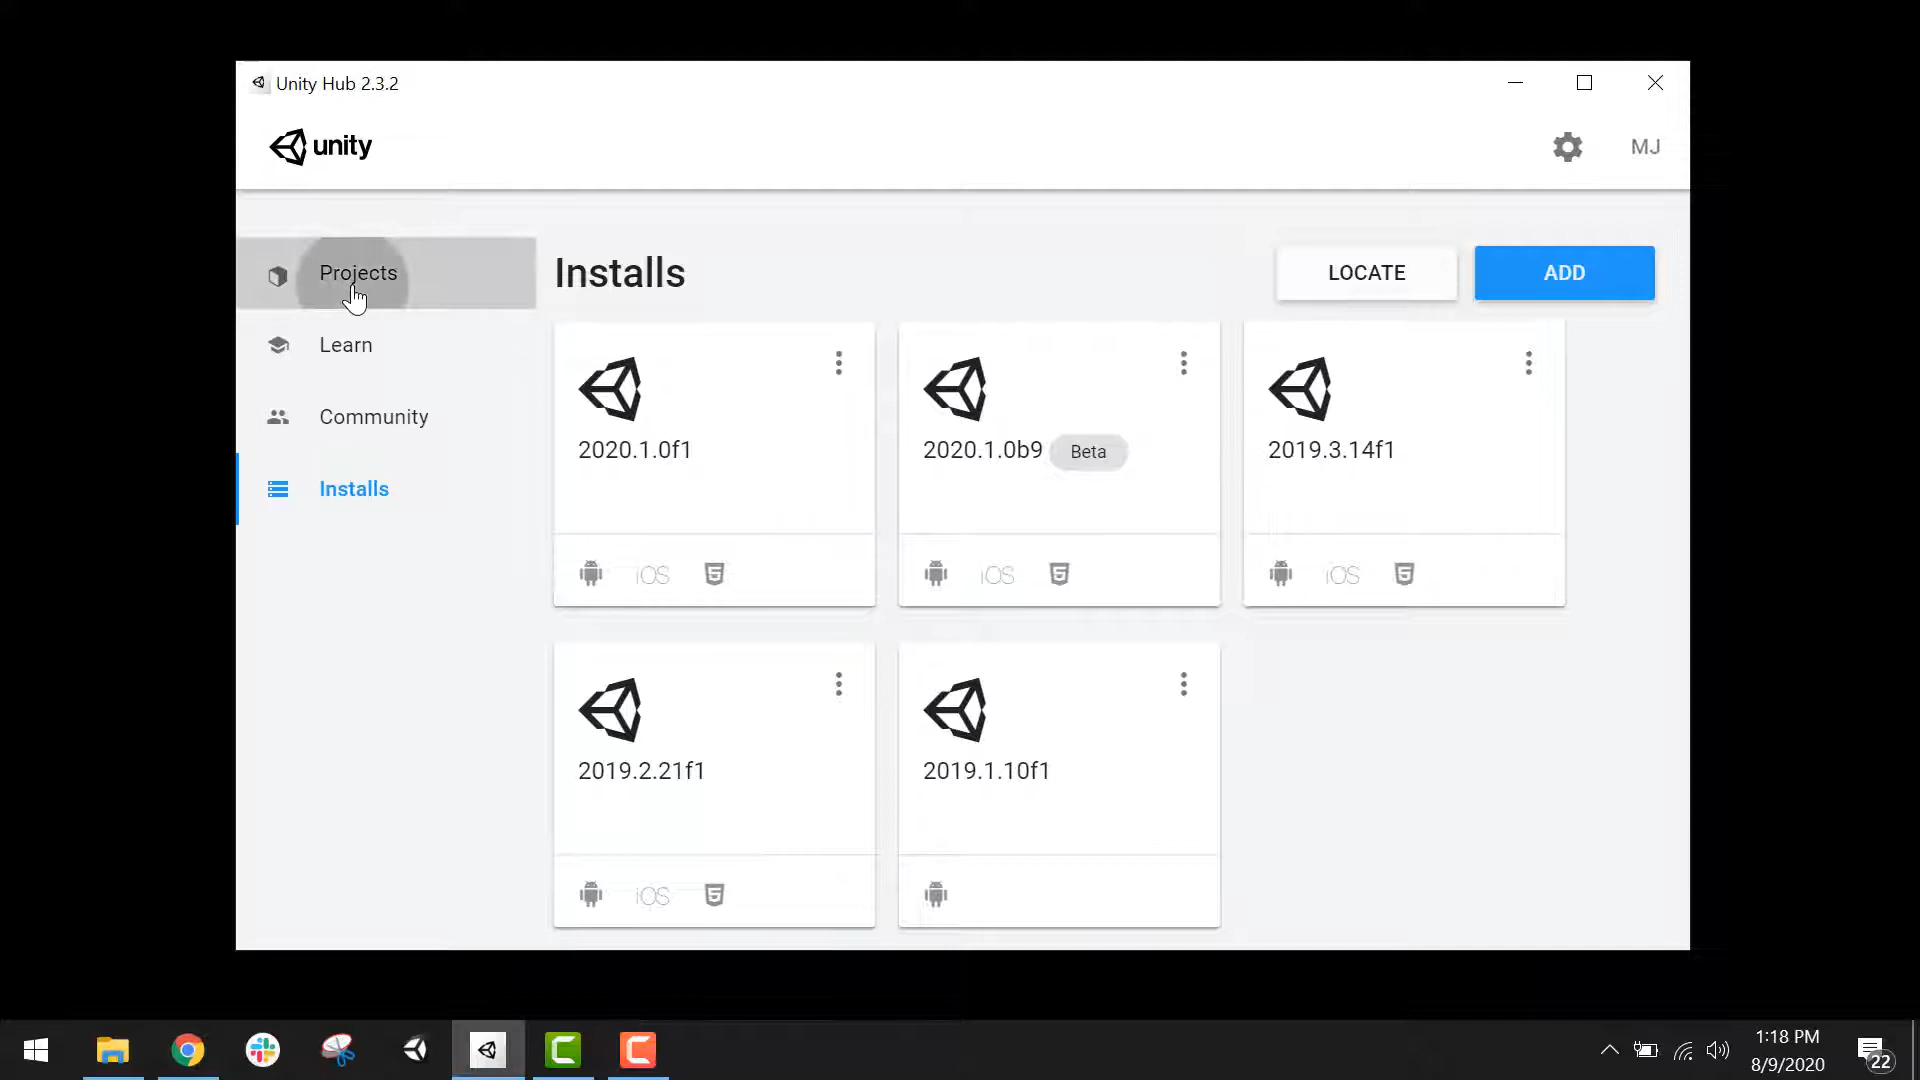 Unity Hub 2.3.2
unity
MJ
Projects
Learn
Community
Installs
Installs
LOCATE
ADD
2020.1.0f1
iOS
2020.1.0b9 Beta
iOS
2019.3.14f1
iOS
2019.2.21f1
iOS
2019.1.10f1
1:18 PM
8/9/2020
22